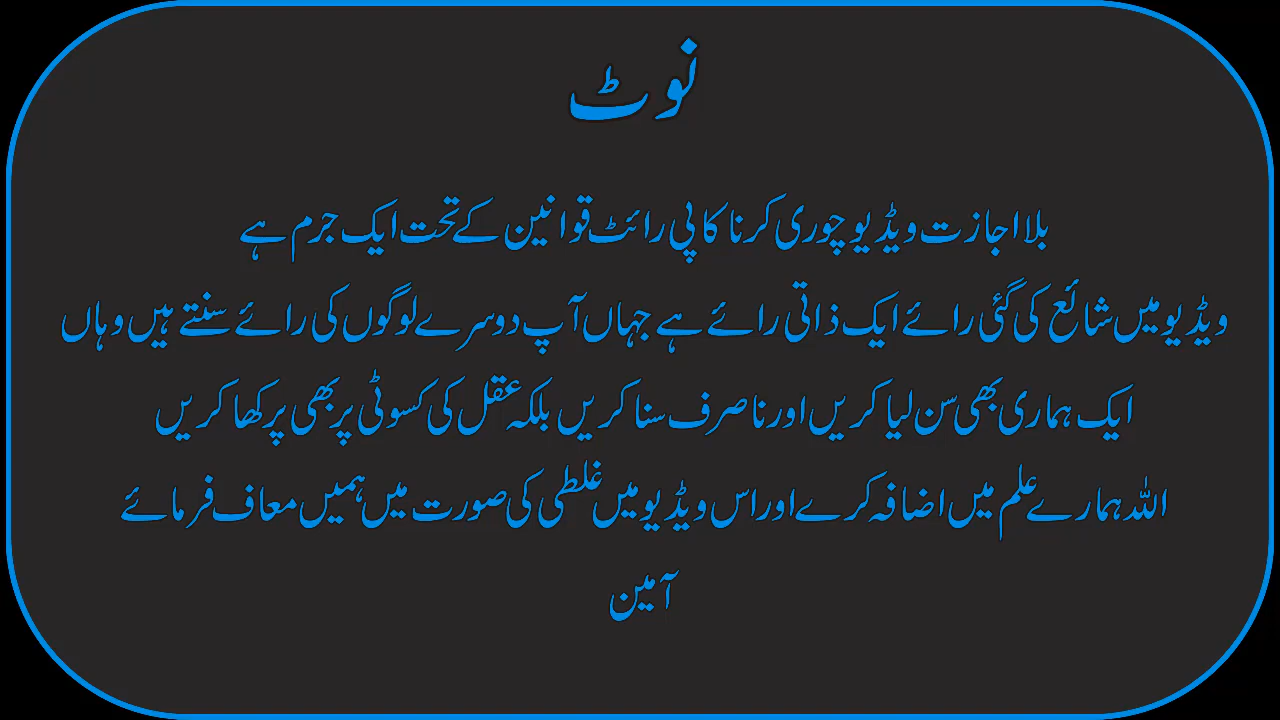 نوٹ
بلا اجازت ویڈیو چوری کرنا کاپی رائٹ قوانین کے تحت ایک جرم ہے
ویڈیو میں شائع کی گئی رائے ایک ذاتی رائے ہے جہاں آپ دوسرے لوگوں کی رائے سنتے ہیں وہاں
ایک ہماری بھی سن لیا کریں اور نا صرف سنا کریں بلکہ عقل کی کسوٹی پر بھی پرکھا کریں
اللہ ہمارے علم میں اضافہ کرے اور اس ویڈیو میں غلطی کی صورت میں ہمیں معاف فرمائے
آمین